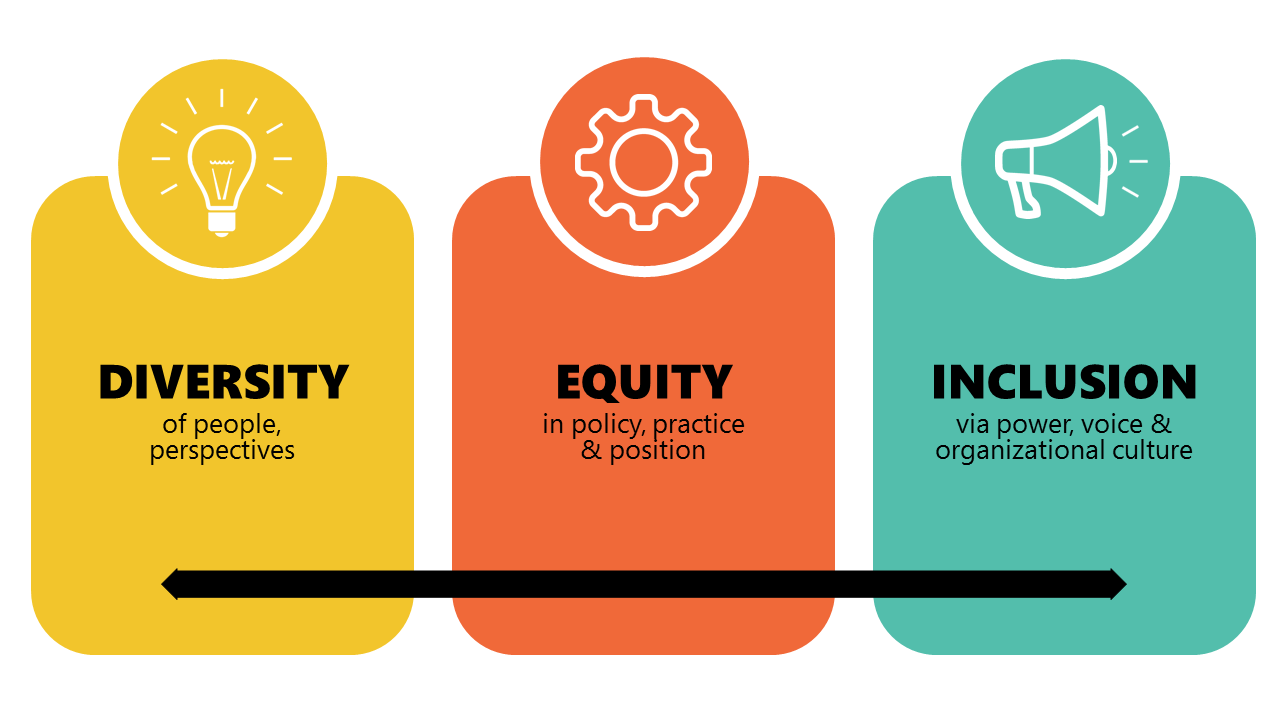 DIVERSITY
of people,
perspectives
EQUITY
in policy, practice
& position
INCLUSION
via power, voice &
organizational culture